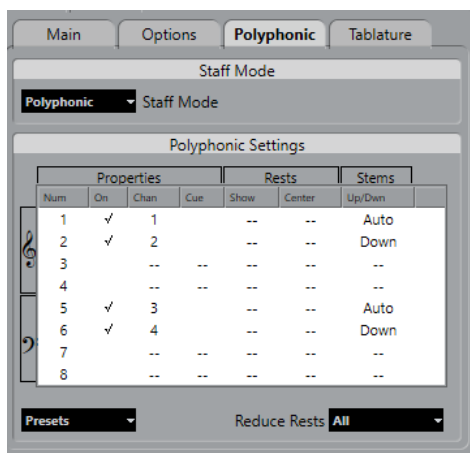 Main Options Polyphonic Tablature
Staff Mode
Polyphonic Staff Mode
Polyphonic Settings
Properties Rests Stems
Num On Chan Cue Show Center Up/Dwn
1 √ 1 -- -- Auto
2 √ 2 -- -- Down
3 -- -- -- -- --
4 -- -- -- -- --
5 √ 3 -- -- Auto
6 √ 4 -- -- Down
7 -- -- -- -- --
8 -- -- -- -- --
Presets Reduce Rests All